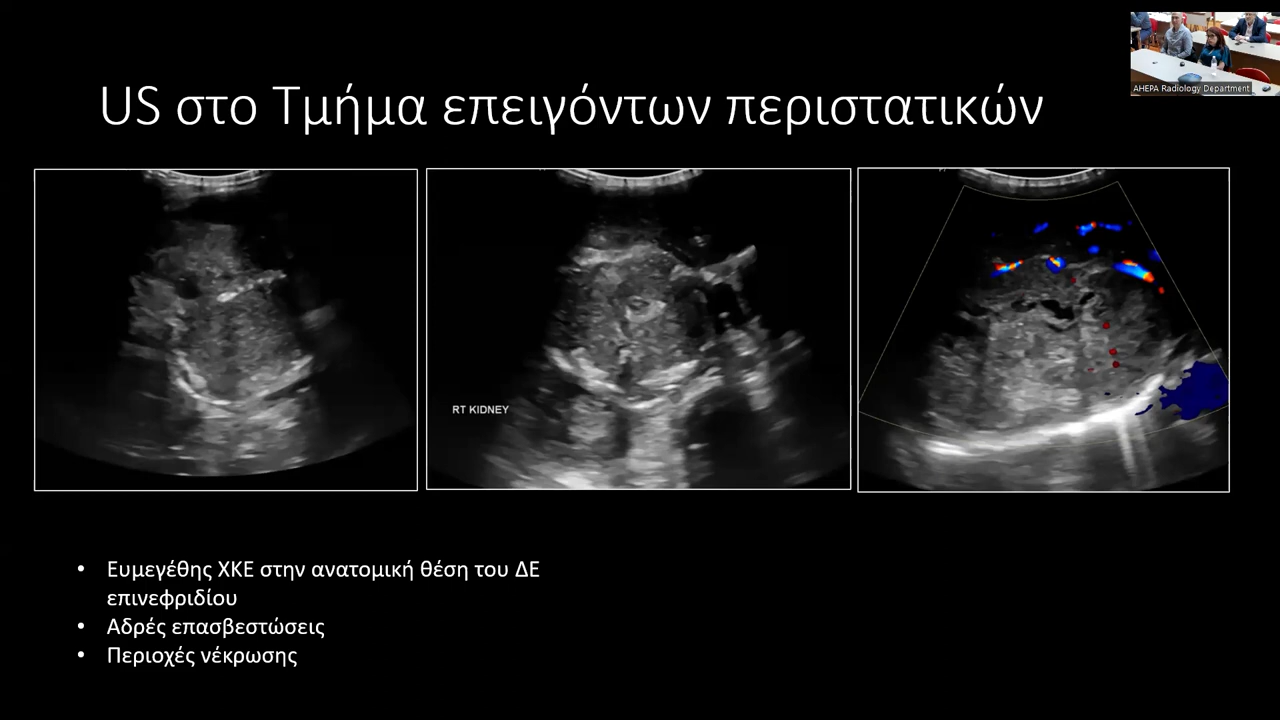 AHEPA Radiology Department
US στο Τμήμα επειγόντων περιστατικών
RT KIDNEY
• Ευμεγέθης ΧΚΕ στην ανατομική θέση του ΔΕ
επινεφριδίου
• Αδρές επασβεστώσεις
• Περιοχές νέκρωσης